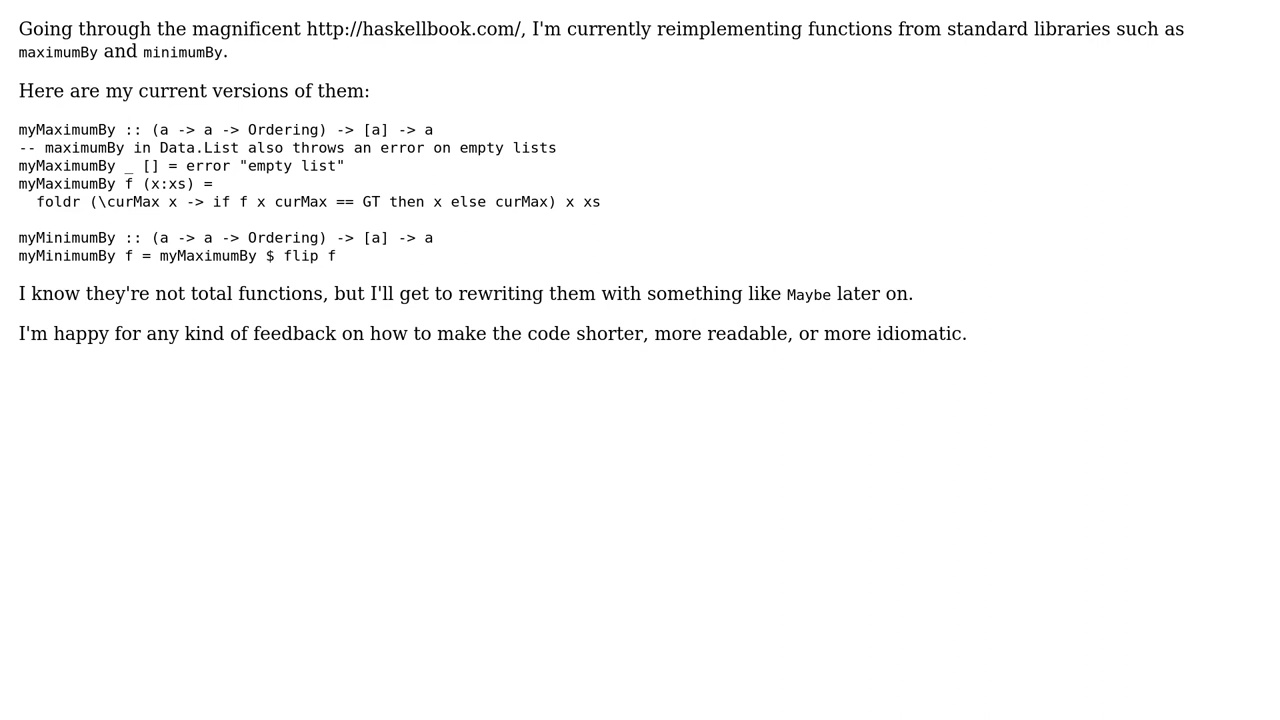 Going through the magnificent http://haskellbook.com/, I'm currently reimplementing functions from standard libraries such as
maximumBy and minimumBy.
Here are my current versions of them:
myMaximumBy :: (a -> a -> Ordering) -> [a] -> a
-- maximumBy in Data.List also throws an error on empty lists
myMaximumBy _ [] = error "empty list"
myMaximumBy f (x:xs) =
  foldr (\curMax x -> if f x curMax == GT then x else curMax) x xs
myMinimumBy :: (a -> a -> Ordering) -> [a] -> a
myMinimumBy f = myMaximumBy $ flip f
I know they're not total functions, but I'll get to rewriting them with something like Maybe later on.
I'm happy for any kind of feedback on how to make the code shorter, more readable, or more idiomatic.